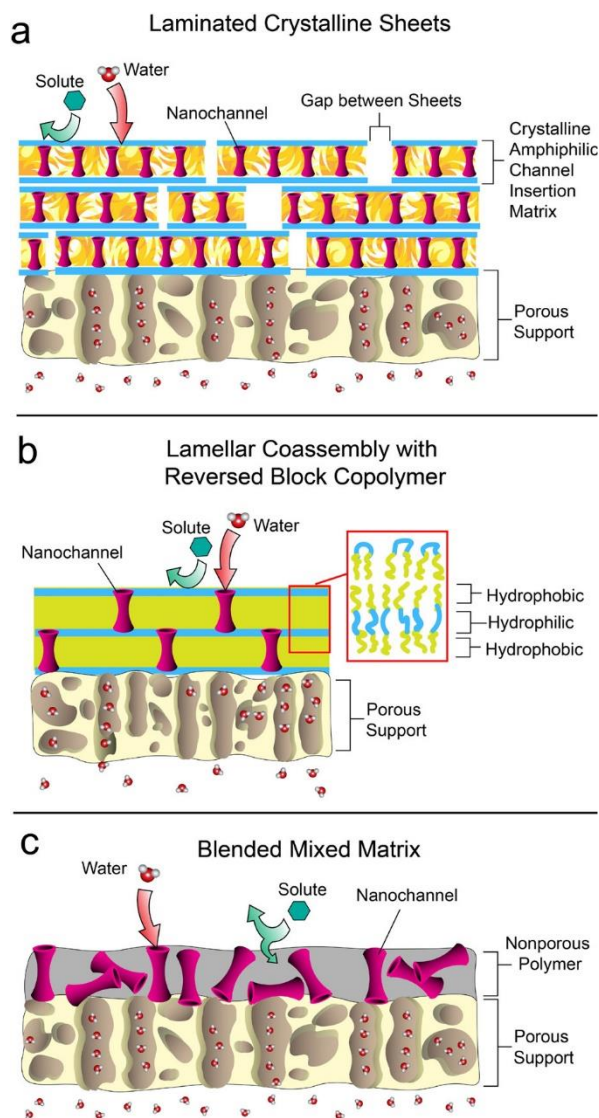 a
Laminated Crystalline Sheets
Water
Solute
Nanochannel
Gap between Sheets
Crystalline
Amphiphilic
Channel
Insertion
Matrix
Porous
Support
b
Lamellar Coassembly with
Reversed Block Copolymer
Solute
Water
Nanochannel
Hydrophobic
Hydrophilic
Hydrophobic
Porous
Support
c
Blended Mixed Matrix
Water
Solute
Nanochannel
Nonporous
Polymer
Porous
Support